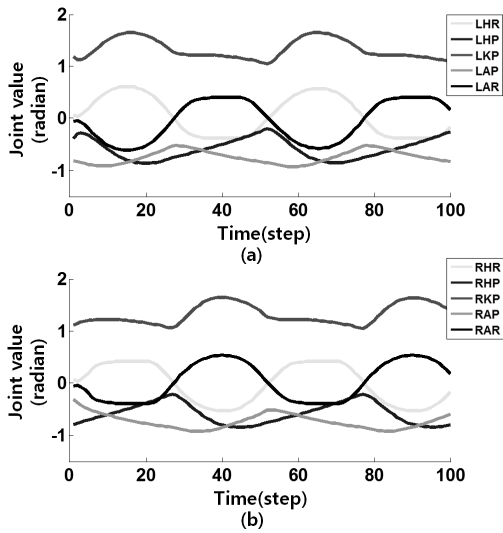 2
1
0
-1
0
20
40
60
80
100
Joint value
(radian)
Time(step)
(a)
LHR
LHP
LKP
LAP
LAR
2
1
0
-1
0
20
40
60
80
100
Joint value
(radian)
Time(step)
(b)
RHR
RHP
RKP
RAP
RAR